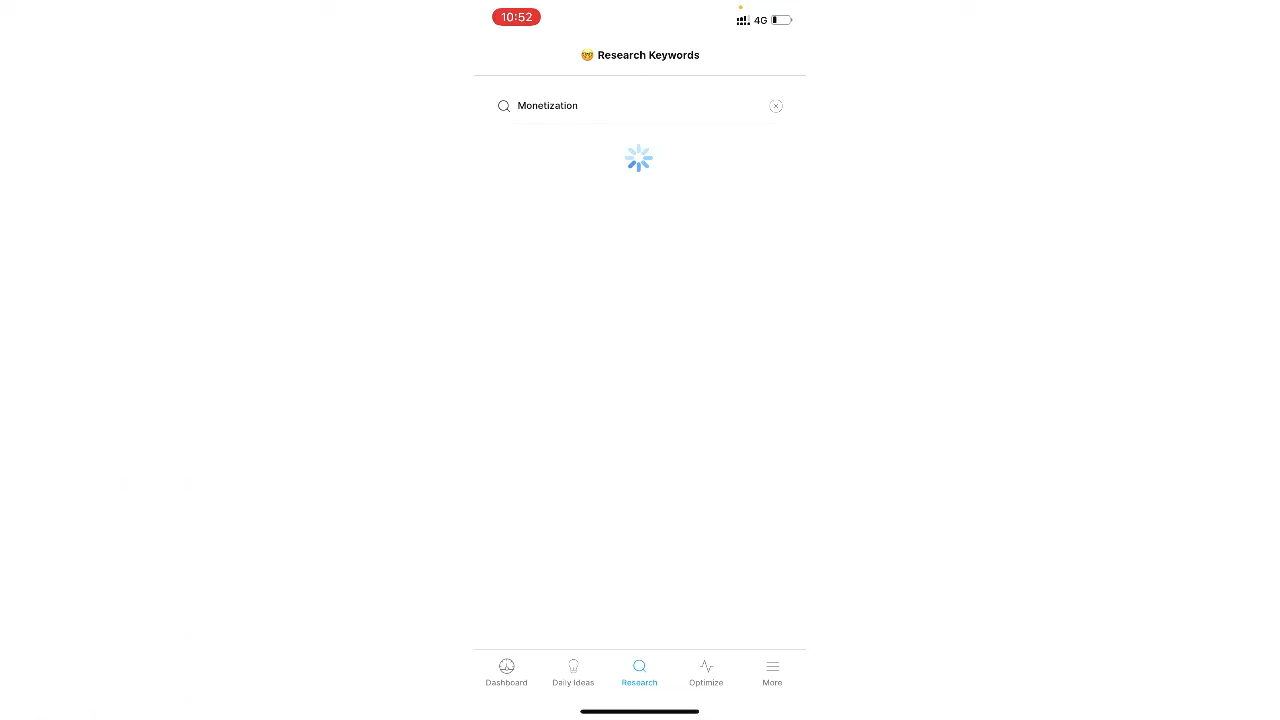 10:52
4G
Research Keywords
Monetization
Dashboard
Daily Ideas
Research
Optimize
More